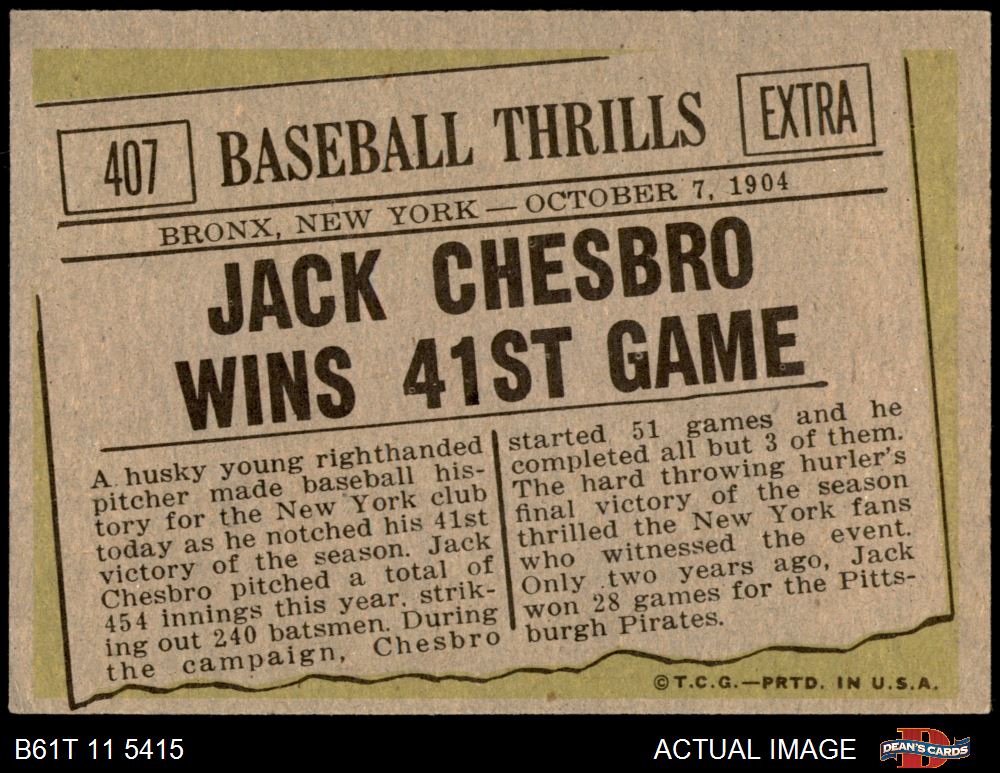 407
BASEBALL THRILLS
EXTRA
BRONX, NEW YORK — OCTOBER 7, 1904
JACK CHESBRO
WINS 41ST GAME
A husky young righthanded
pitcher made baseball his-
tory for the New York club
today as he notched his 41st
victory of the season. Jack
Chesbro pitched a total of
454 innings this year, strik-
ing out 240 batsmen. During
the campaign, Chesbro
started 51 games and he
completed all but 3 of them.
The hard throwing hurler's
final victory of the season
thrilled the New York fans
who witnessed the event.
Only two years ago, Jack
won 28 games for the Pitts-
burgh Pirates.
© T.C.G.—PRTD. IN U.S.A.
B61T 11 5415
ACTUAL IMAGE
DEAN'S CARDS